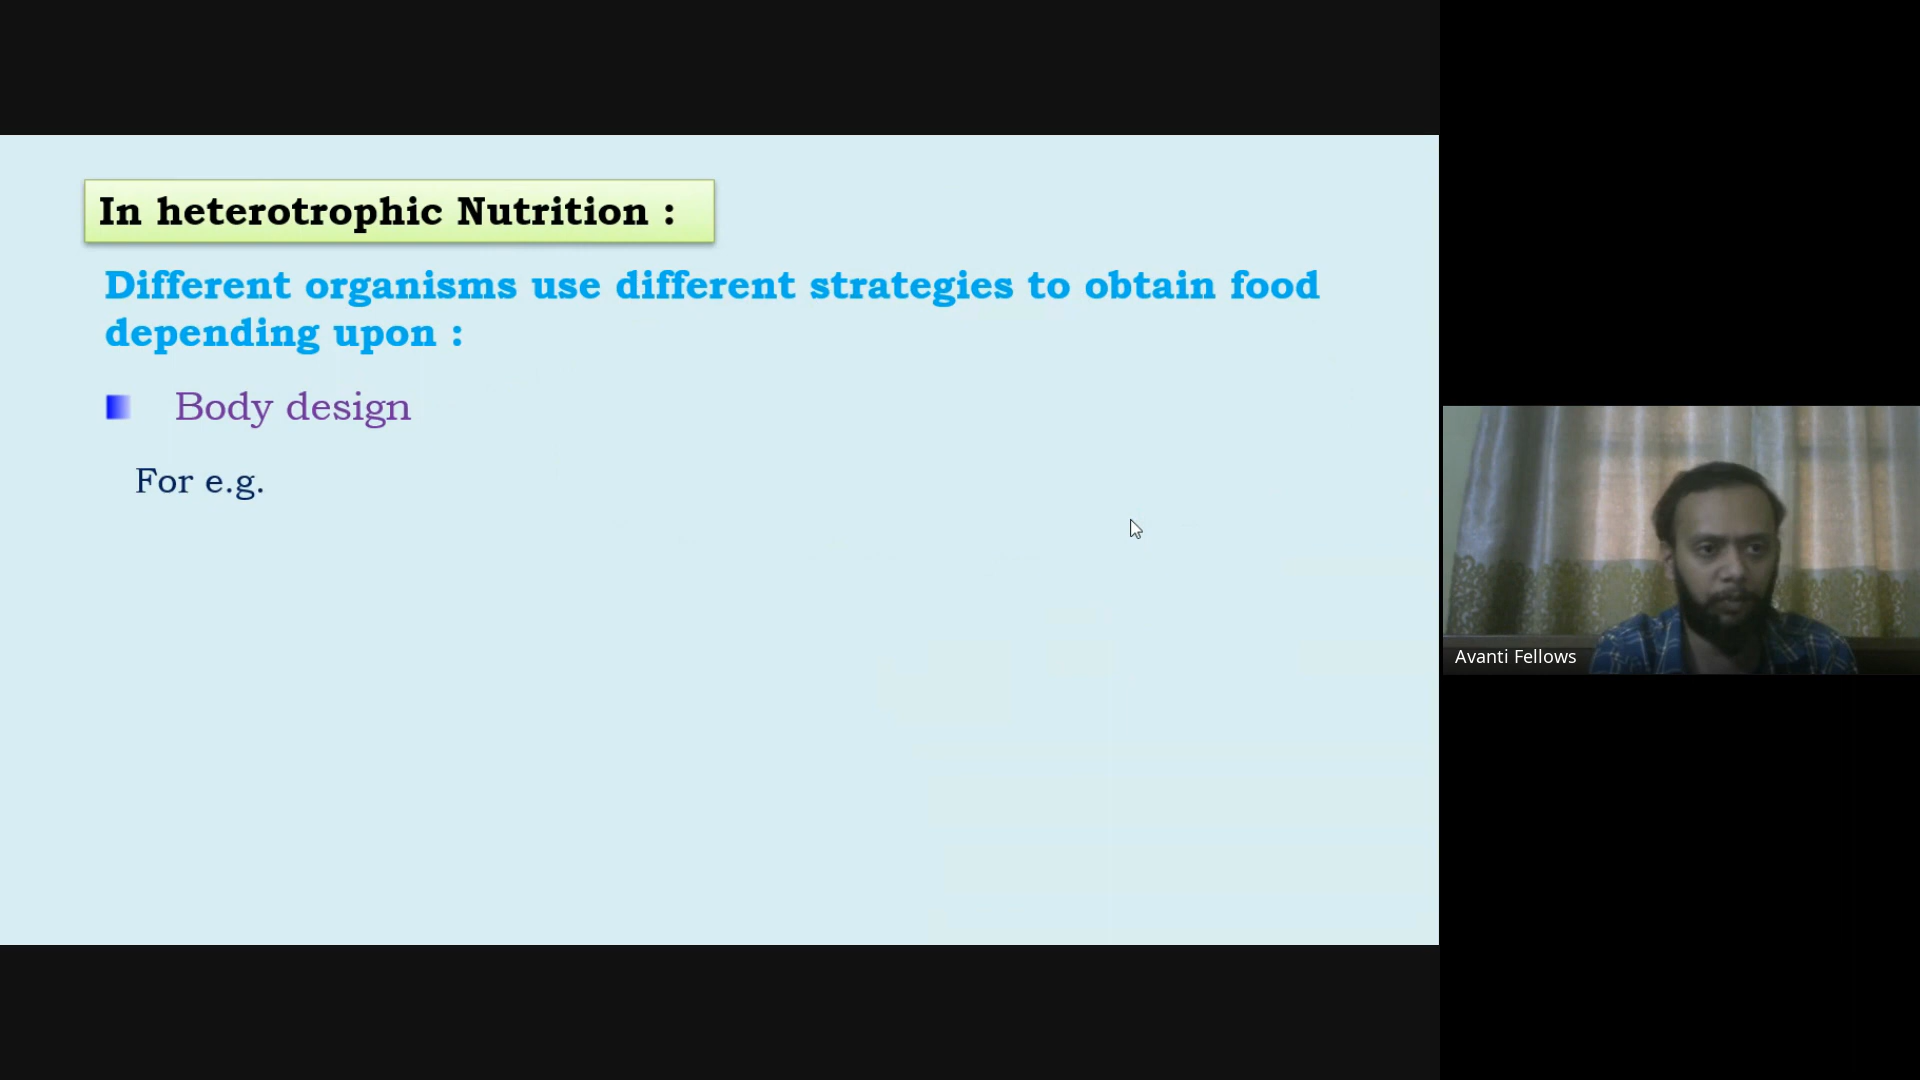 In heterotrophic Nutrition :
Different organisms use different strategies to obtain food
depending upon :
Body design
For e.g.
Avanti Fellows